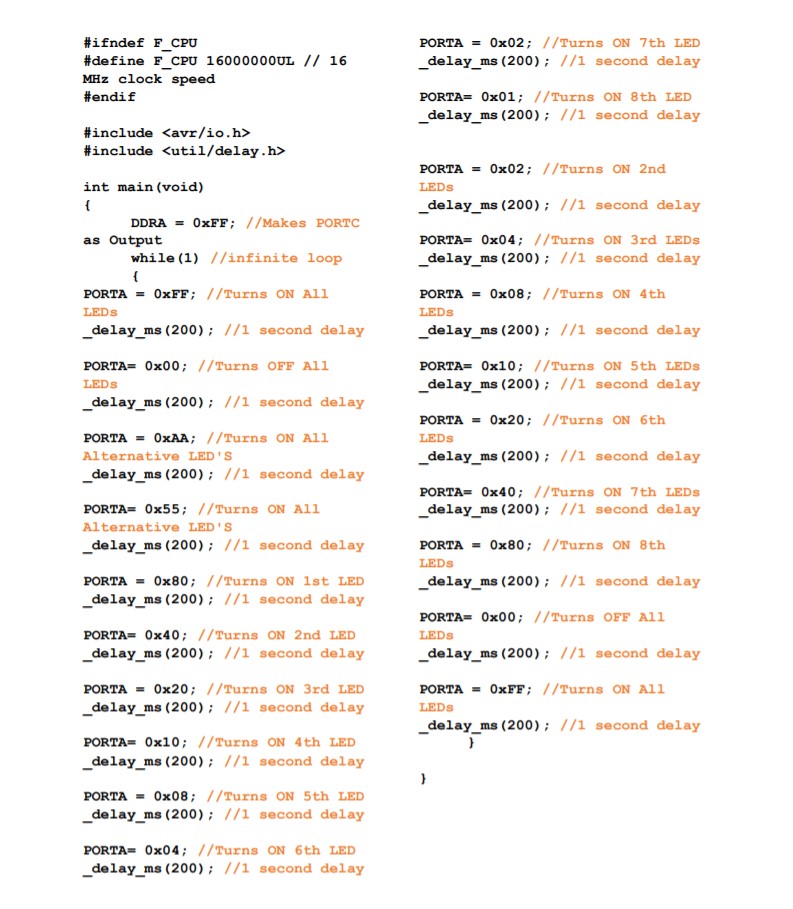 #ifndef F_CPU
#define F_CPU 16000000UL // 16
MHz clock speed
#endif
#include <avr/io.h>
#include <util/delay.h>
int main(void)
{
DDRA = 0xFF; //Makes PORTC
as Output
while(1) //infinite loop
{
PORTA = 0xFF; //Turns ON All
LEDs
_delay_ms(200); //1 second delay
PORTA= 0x00; //Turns OFF All
LEDs
_delay_ms(200); //1 second delay
PORTA = 0xAA; //Turns ON All
Alternative LED'S
_delay_ms(200); //1 second delay
PORTA= 0x55; //Turns ON All
Alternative LED'S
_delay_ms(200); //1 second delay
PORTA = 0x80; //Turns ON 1st LED
_delay_ms(200); //1 second delay
PORTA= 0x40; //Turns ON 2nd LED
_delay_ms(200); //1 second delay
PORTA = 0x20; //Turns ON 3rd LED
_delay_ms(200); //1 second delay
PORTA= 0x10; //Turns ON 4th LED
_delay_ms(200); //1 second delay
PORTA = 0x08; //Turns ON 5th LED
_delay_ms(200); //1 second delay
PORTA= 0x04; //Turns ON 6th LED
_delay_ms(200); //1 second delay
PORTA = 0x02; //Turns ON 7th LED
_delay_ms(200); //1 second delay
PORTA= 0x01; //Turns ON 8th LED
_delay_ms(200); //1 second delay
PORTA = 0x02; //Turns ON 2nd
LEDs
_delay_ms(200); //1 second delay
PORTA= 0x04; //Turns ON 3rd LEDs
_delay_ms(200); //1 second delay
PORTA = 0x08; //Turns ON 4th
LEDs
_delay_ms(200); //1 second delay
PORTA= 0x10; //Turns ON 5th LEDs
_delay_ms(200); //1 second delay
PORTA = 0x20; //Turns ON 6th
LEDs
_delay_ms(200); //1 second delay
PORTA= 0x40; //Turns ON 7th LEDs
_delay_ms(200); //1 second delay
PORTA = 0x80; //Turns ON 8th
LEDs
_delay_ms(200); //1 second delay
PORTA= 0x00; //Turns OFF All
LEDs
_delay_ms(200); //1 second delay
PORTA = 0xFF; //Turns ON All
LEDs
_delay_ms(200); //1 second delay
}
}